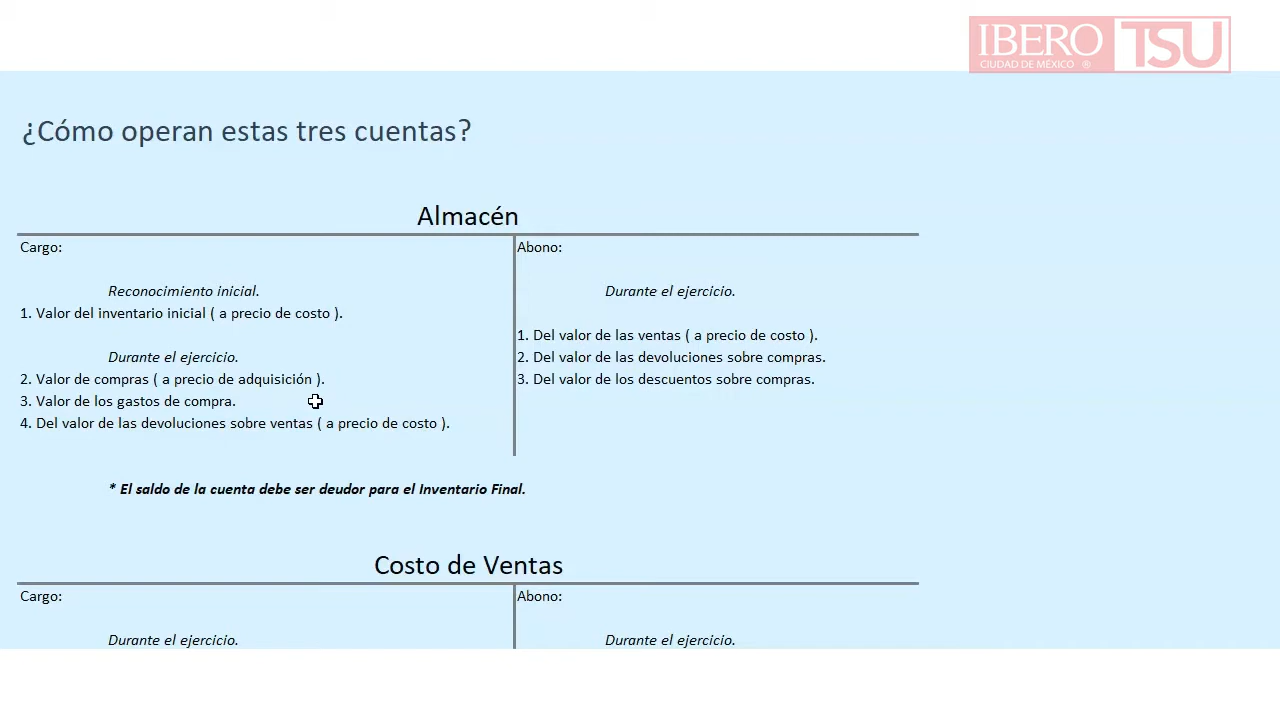 IBERO TSU
CIUDAD DE MÉXICO ®
¿Cómo operan estas tres cuentas?
Almacén
Cargo:
Abono:
Reconocimiento inicial.
Durante el ejercicio.
1. Valor del inventario inicial ( a precio de costo ).
1. Del valor de las ventas ( a precio de costo ).
Durante el ejercicio.
2. Del valor de las devoluciones sobre compras.
2. Valor de compras ( a precio de adquisición ).
3. Del valor de los descuentos sobre compras.
3. Valor de los gastos de compra.
4. Del valor de las devoluciones sobre ventas ( a precio de costo ).
* El saldo de la cuenta debe ser deudor para el Inventario Final.
Costo de Ventas
Cargo:
Abono:
Durante el ejercicio.
Durante el ejercicio.